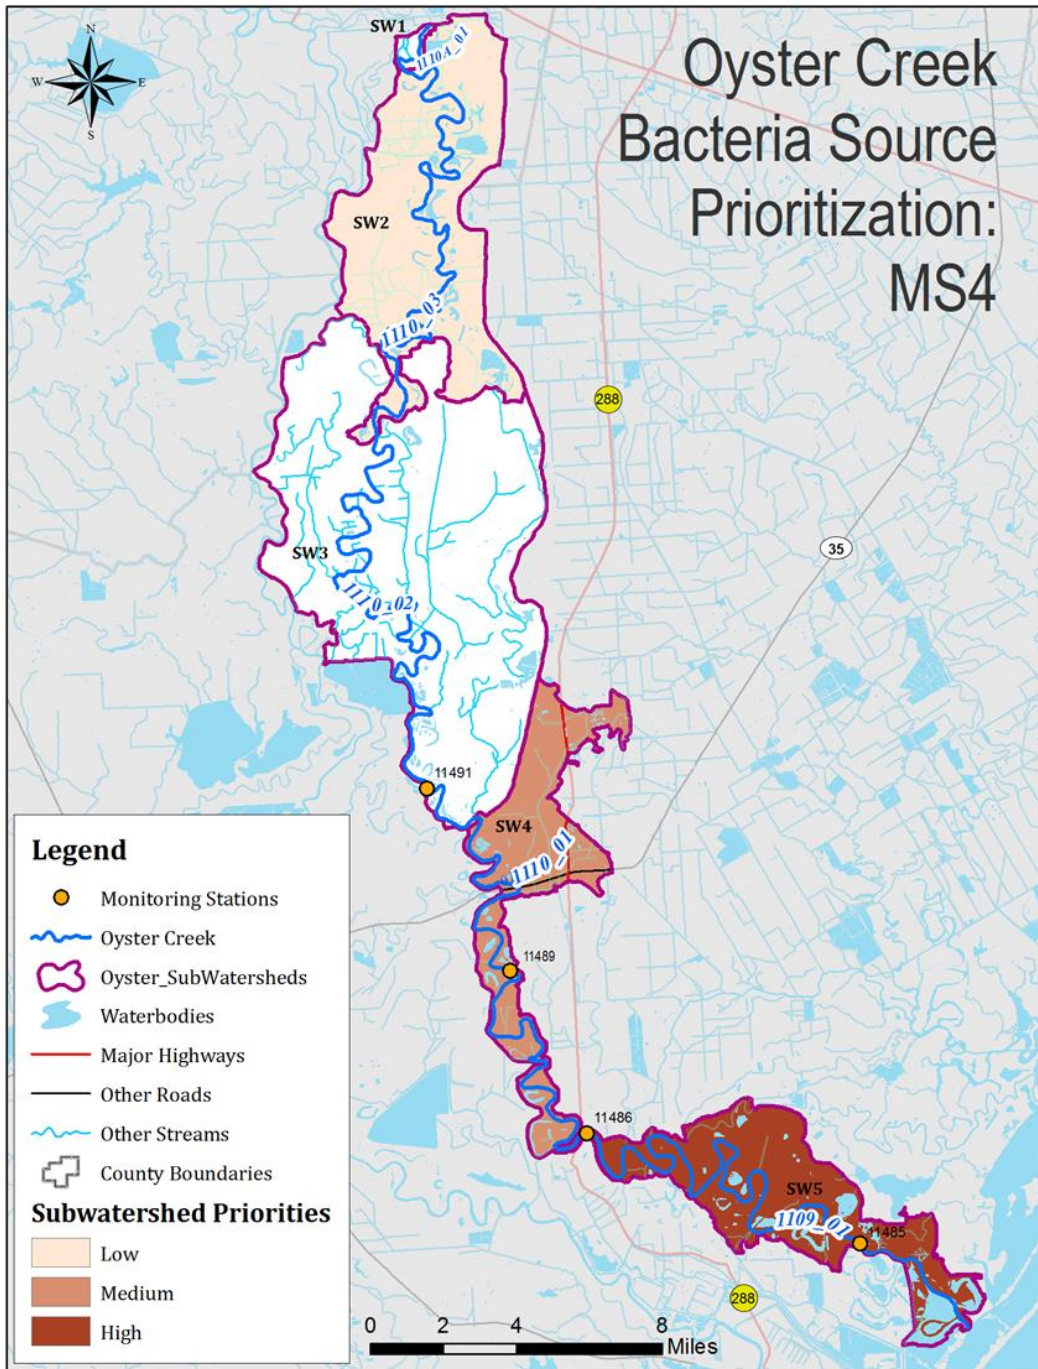 Oyster Creek
Bacteria Source
Prioritization:
MS4
N
W
E
S
SW1
1110A_01
SW2
1110_03
288
35
SW3
1110_02
11491
SW4
1110_01
11489
11486
SW5
1109_01
11485
288
Legend
Monitoring Stations
Oyster Creek
Oyster_SubWatersheds
Waterbodies
Major Highways
Other Roads
Other Streams
County Boundaries
Subwatershed Priorities
Low
Medium
High
0 2 4 8
Miles